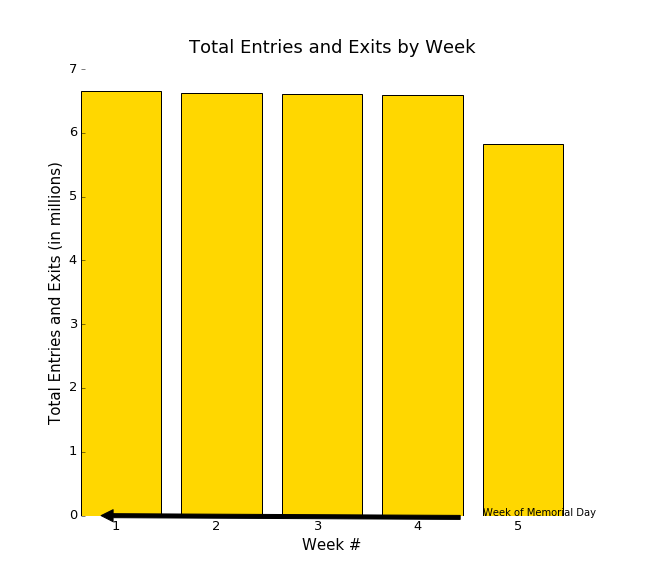 Total Entries and Exits by Week
Total Entries and Exits (in millions)
7
6
5
4
3
2
1
0
Week of Memorial Day
1 2 3 4 5
Week #